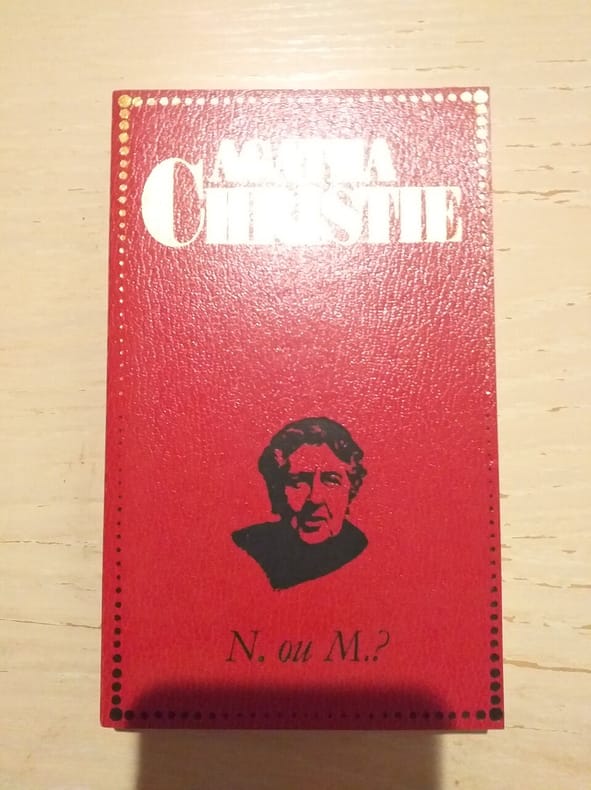 AGATHA
CHRISTIE
N. ou M.?